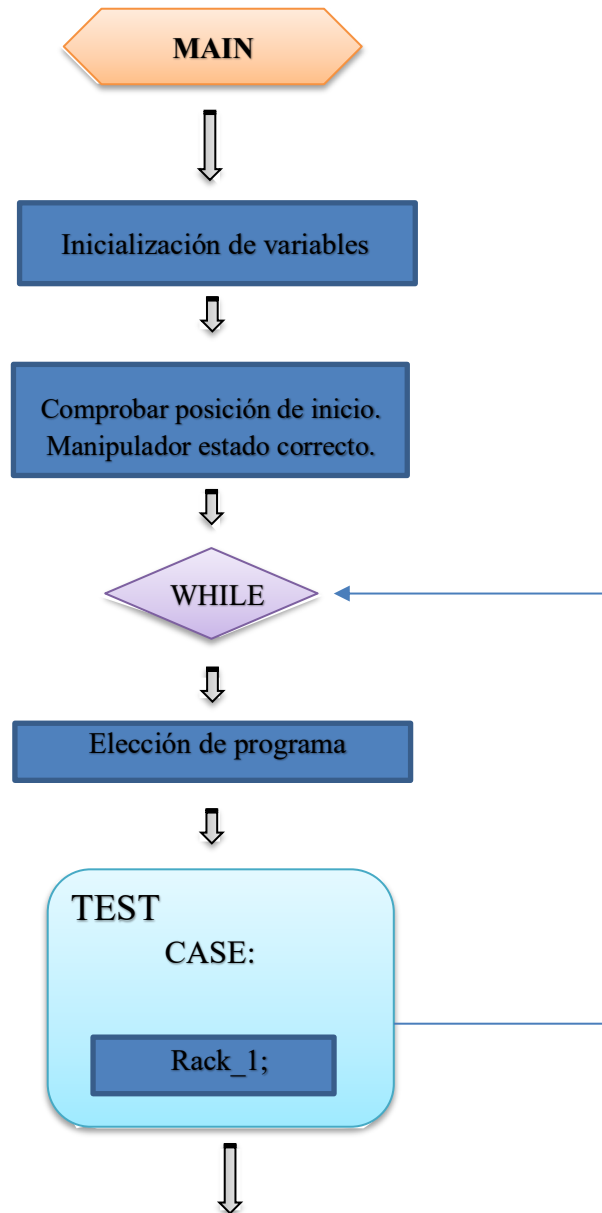 MAIN
Inicialización de variables
Comprobar posición de inicio.
Manipulador estado correcto.
WHILE
Elección de programa
TEST
CASE:
Rack_1;